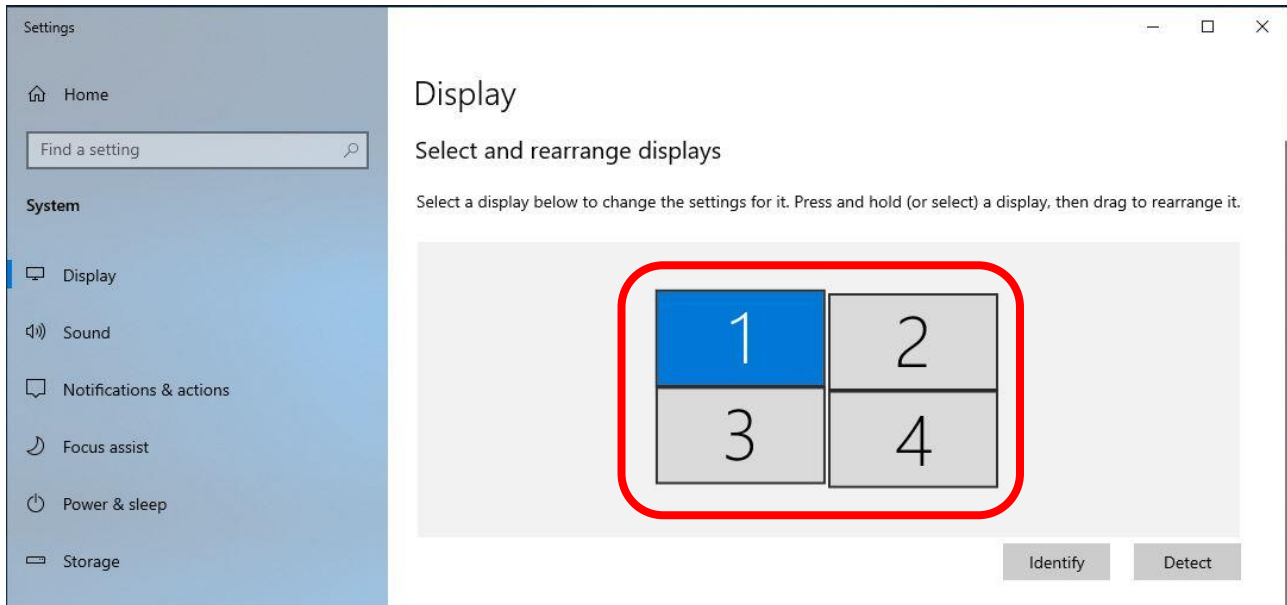 Settings
Home
Find a setting
System
Display
Sound
Notifications & actions
Focus assist
Power & sleep
Storage
Display
Select and rearrange displays
Select a display below to change the settings for it. Press and hold (or select) a display, then drag to rearrange it.
1 2
3 4
Identify Detect